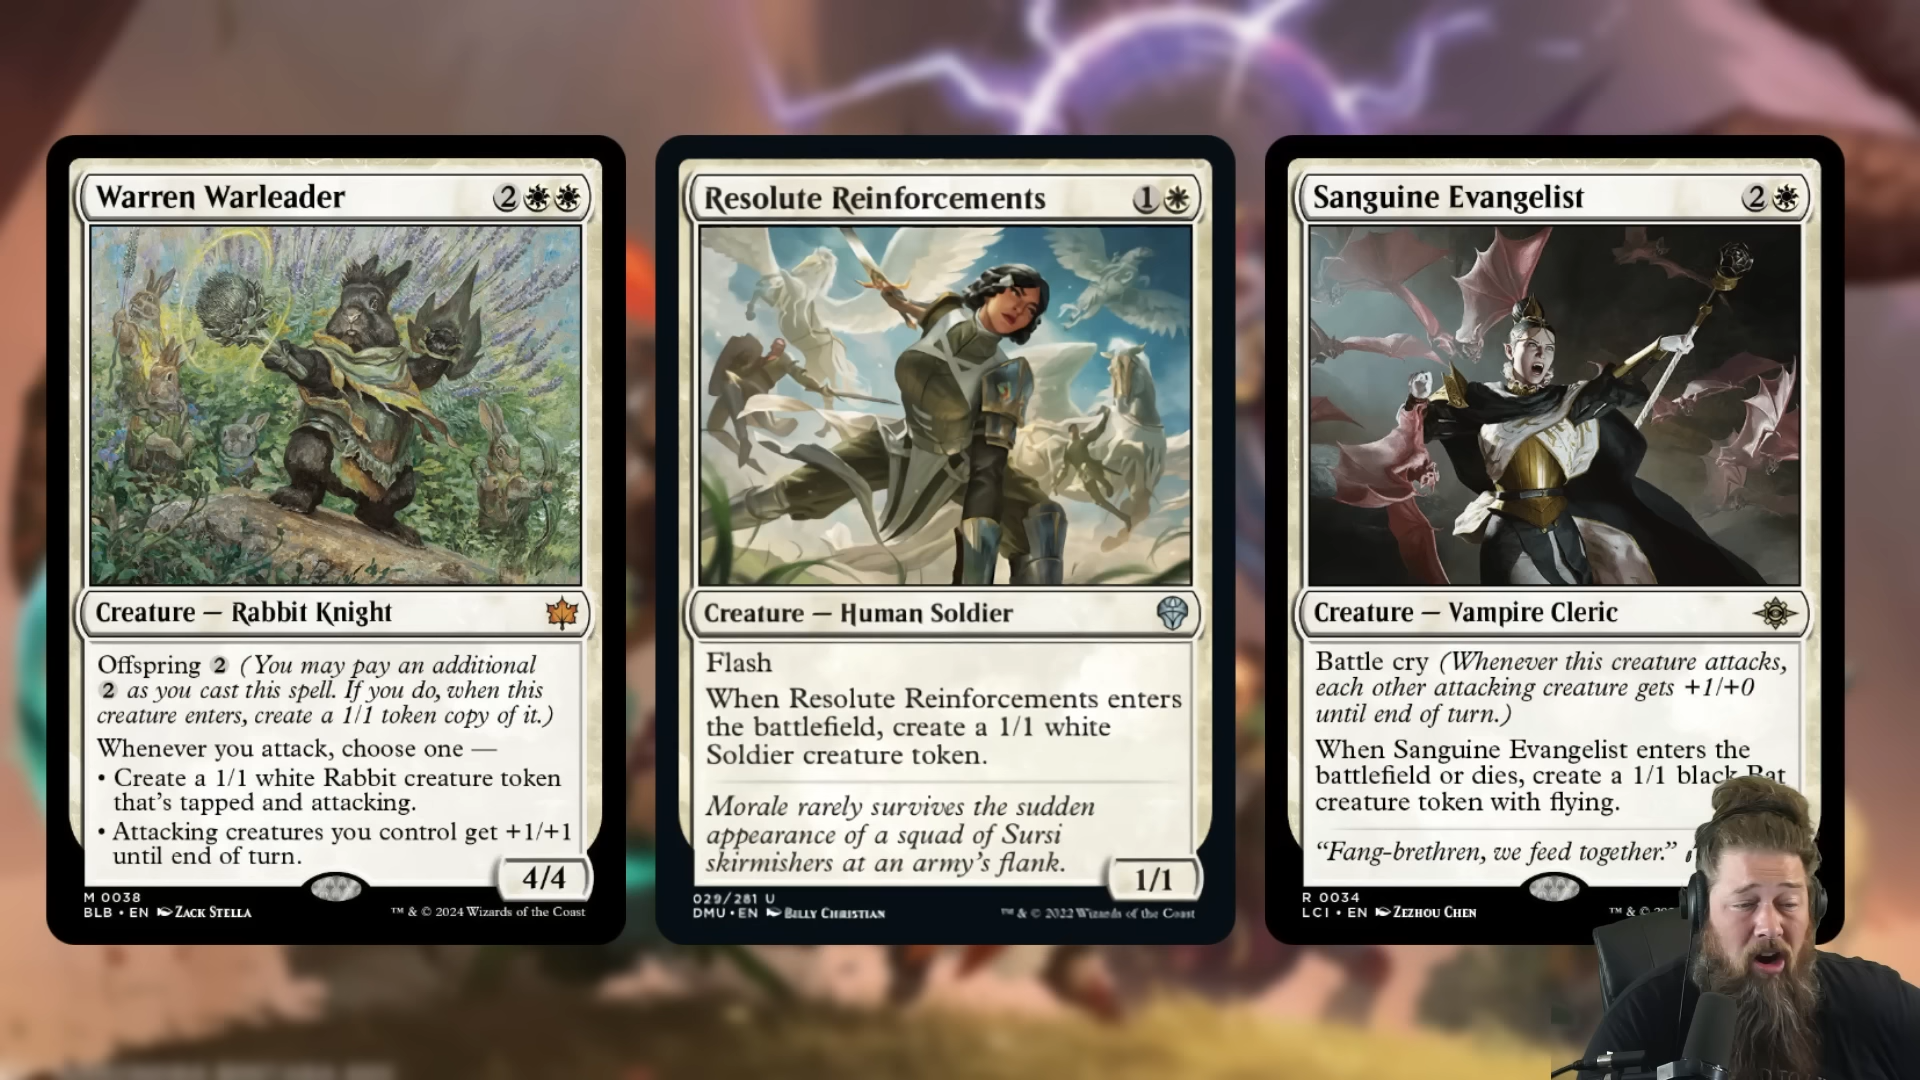 Warren Warleader 2
Creature — Rabbit Knight
Offspring 2 (You may pay an additional
2 as you cast this spell. If you do, when this
creature enters, create a 1/1 token copy of it.)
Whenever you attack, choose one —
• Create a 1/1 white Rabbit creature token
that's tapped and attacking.
• Attacking creatures you control get +1/+1
until end of turn.
4/4
M 0038
BLB • EN Zack Stella
™ & © 2024 Wizards of the Coast
Resolute Reinforcements 1
Creature — Human Soldier
Flash
When Resolute Reinforcements enters
the battlefield, create a 1/1 white
Soldier creature token.
Morale rarely survives the sudden
appearance of a squad of Sursi
skirmishers at an army's flank.
1/1
029/281 U
DMU • EN Billy Christian
™ & © 2022 Wizards of the Coast
Sanguine Evangelist 2
Creature — Vampire Cleric
Battle cry (Whenever this creature attacks,
each other attacking creature gets +1/+0
until end of turn.)
When Sanguine Evangelist enters the
battlefield or dies, create a 1/1 black Bat
creature token with flying.
“Fang-brethren, we feed together.”
R 0034
LCI • EN Zezhou Chen
™ & ©